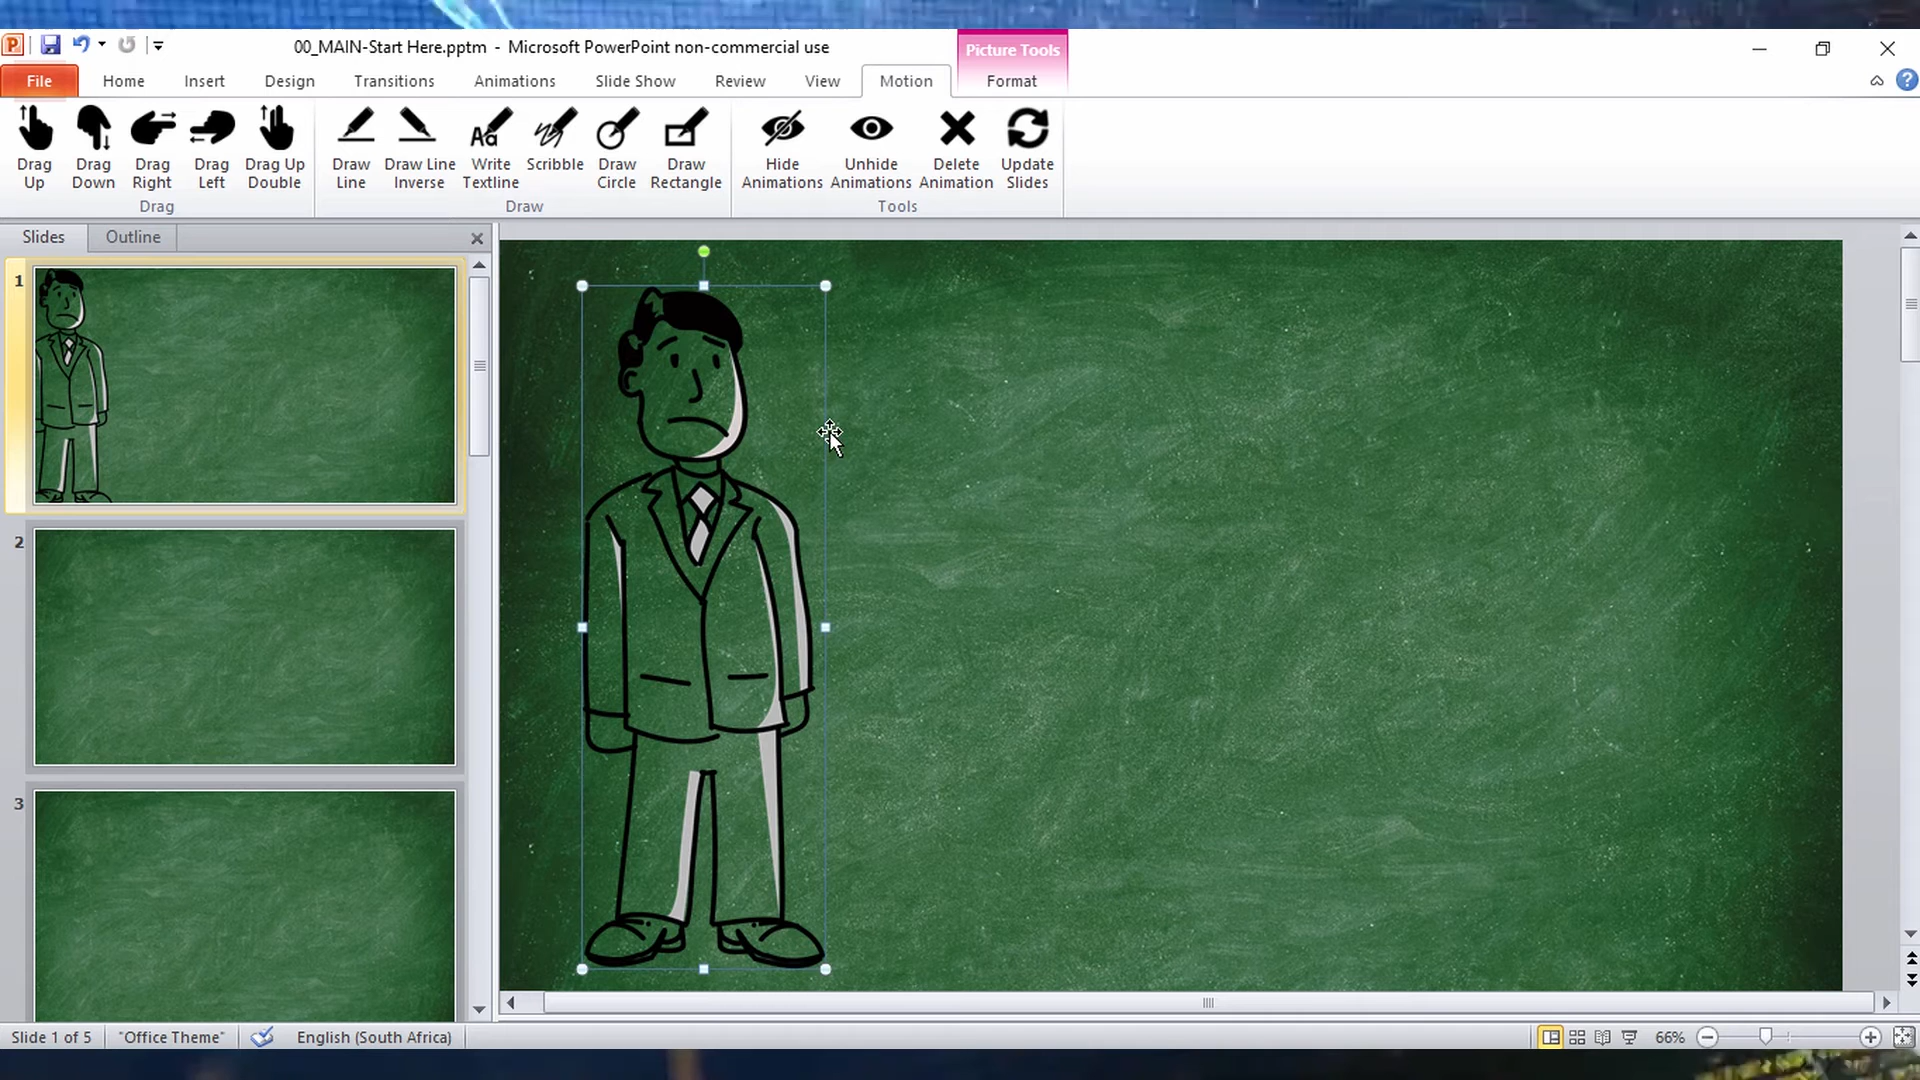 00_MAIN-Start Here.pptm - Microsoft PowerPoint non-commercial use
Picture Tools
File Home Insert Design Transitions Animations Slide Show Review View Motion Format
Drag Up
Drag Down
Drag Right
Drag Left
Drag Up Double
Draw Line
Draw Line Inverse
Write Textline
Scribble
Draw Circle
Draw Rectangle
Hide Animations
Unhide Animations
Delete Animation
Update Slides
Drag Draw Tools
Slides Outline
1
2
3
Slide 1 of 5 "Office Theme" English (South Africa) 66%